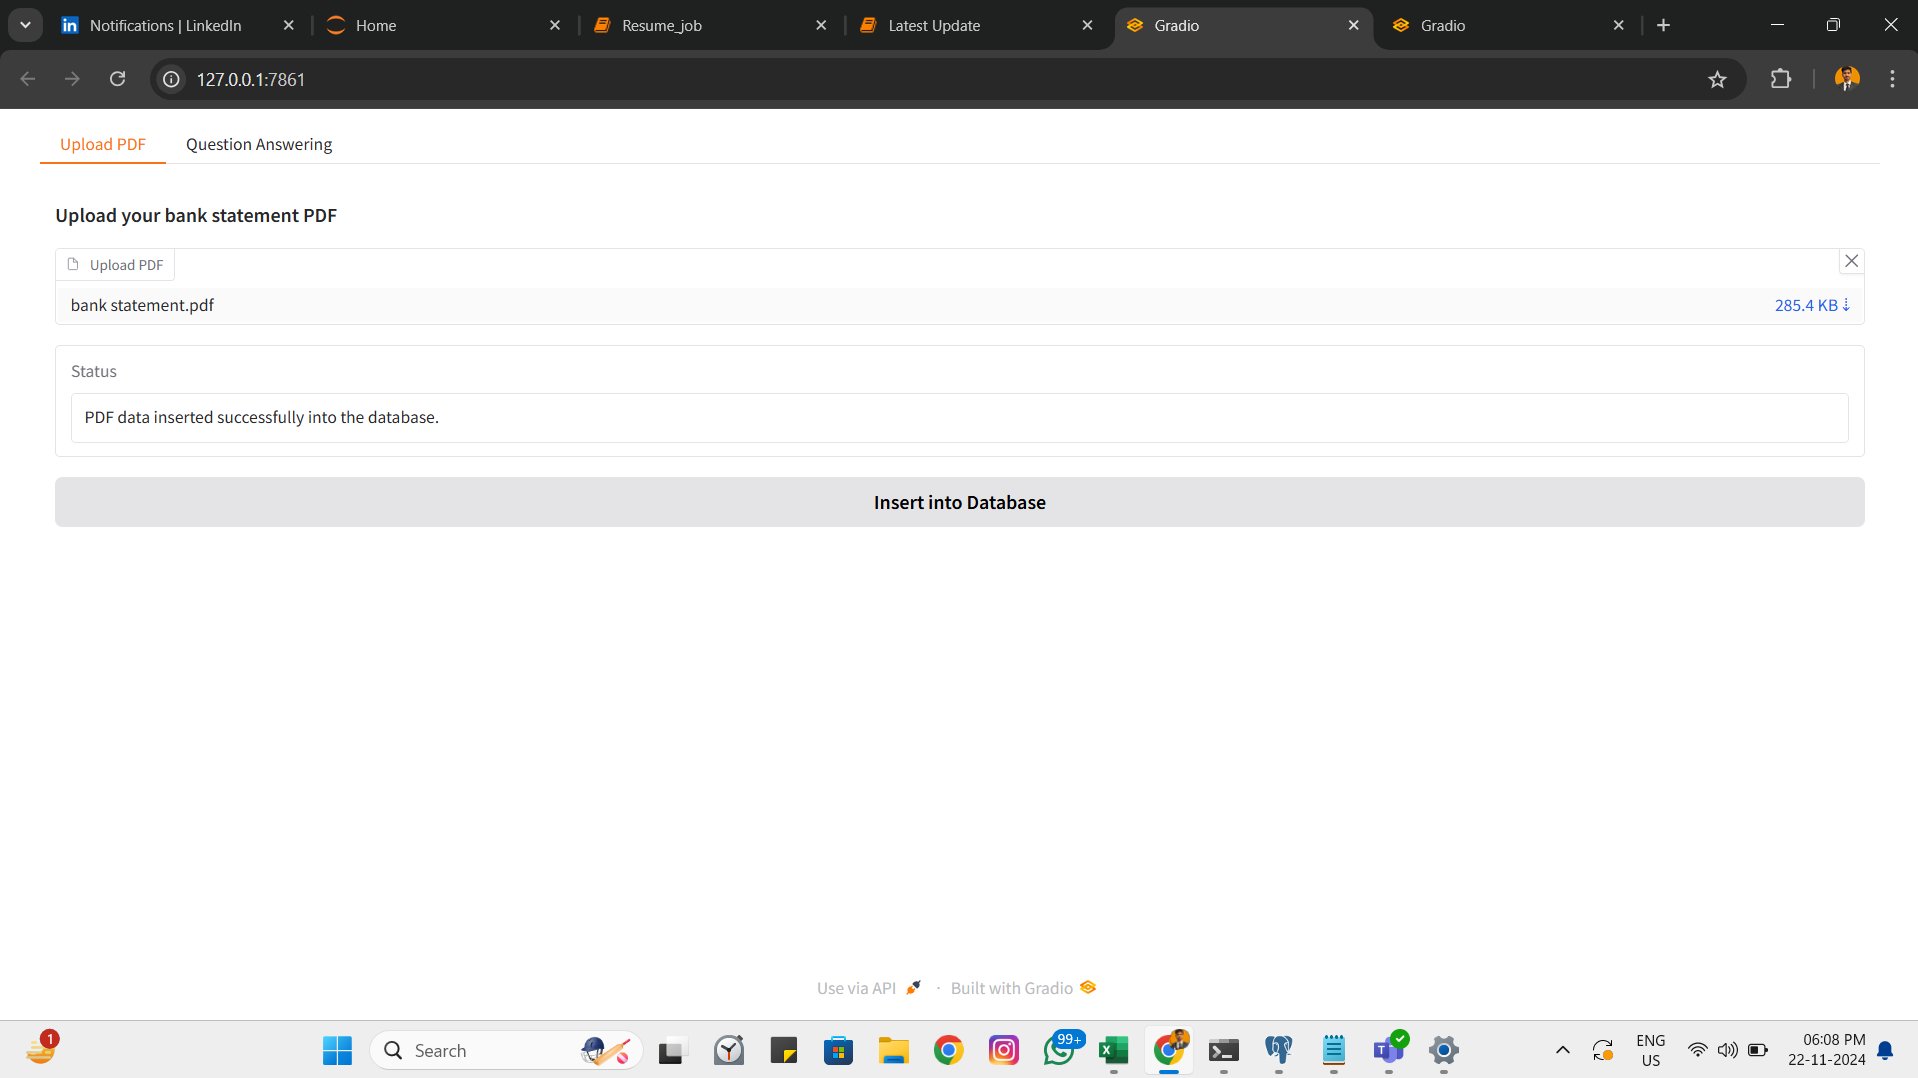 in Notifications | LinkedIn
Home
Resume_job
Latest Update
Gradio
Gradio
127.0.0.1:7861
Upload PDF
Question Answering
Upload your bank statement PDF
Upload PDF
bank statement.pdf
285.4 KB ↓
Status
PDF data inserted successfully into the database.
Insert into Database
Use via API
·
Built with Gradio
1
Search
99+
X
T
ENG
US
06:08 PM
22-11-2024